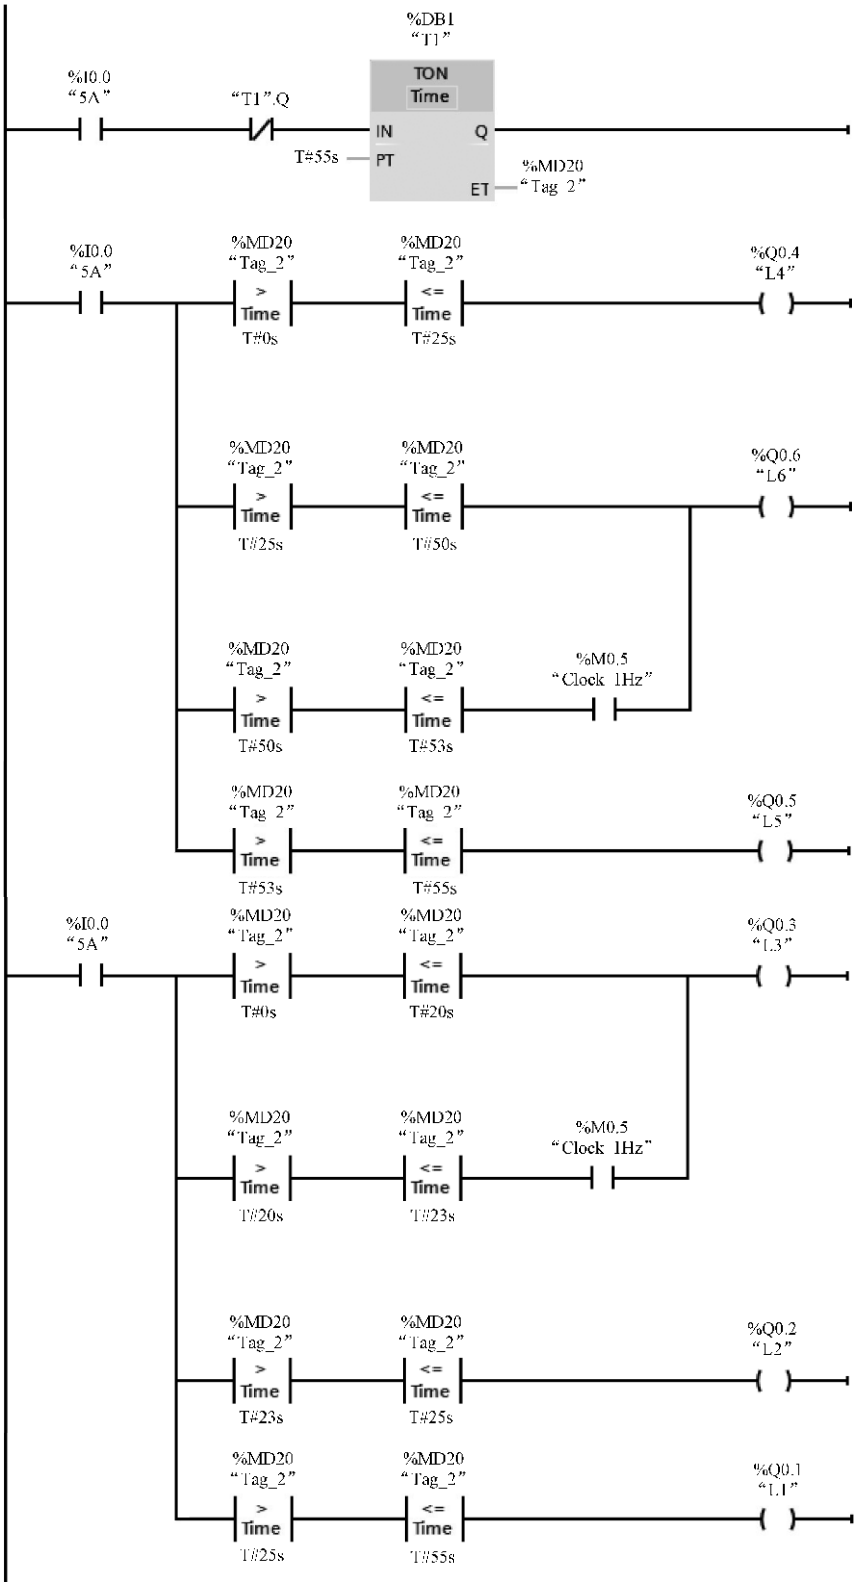 %DB1
“T1”
%I0.0
“5A”
“T1”.Q
TON
Time
IN
Q
T#55s
PT
%MD20
“Tag_2”
ET
%I0.0
“5A”
%MD20
“Tag_2”
>
Time
T#0s
%MD20
“Tag_2”
<=
Time
T#25s
%Q0.4
“L4”
%MD20
“Tag_2”
>
Time
T#25s
%MD20
“Tag_2”
<=
Time
T#50s
%Q0.6
“L6”
%MD20
“Tag_2”
>
Time
T#50s
%MD20
“Tag_2”
<=
Time
T#53s
%M0.5
“Clock_1Hz”
%MD20
“Tag_2”
>
Time
T#53s
%MD20
“Tag_2”
<=
Time
T#55s
%Q0.5
“L5”
%I0.0
“5A”
%MD20
“Tag_2”
>
Time
T#0s
%MD20
“Tag_2”
<=
Time
T#20s
%Q0.3
“L3”
%MD20
“Tag_2”
>
Time
T#20s
%MD20
“Tag_2”
<=
Time
T#23s
%M0.5
“Clock_1Hz”
%MD20
“Tag_2”
>
Time
T#23s
%MD20
“Tag_2”
<=
Time
T#25s
%Q0.2
“L2”
%MD20
“Tag_2”
>
Time
T#25s
%MD20
“Tag_2”
<=
Time
T#55s
%Q0.1
“L1”